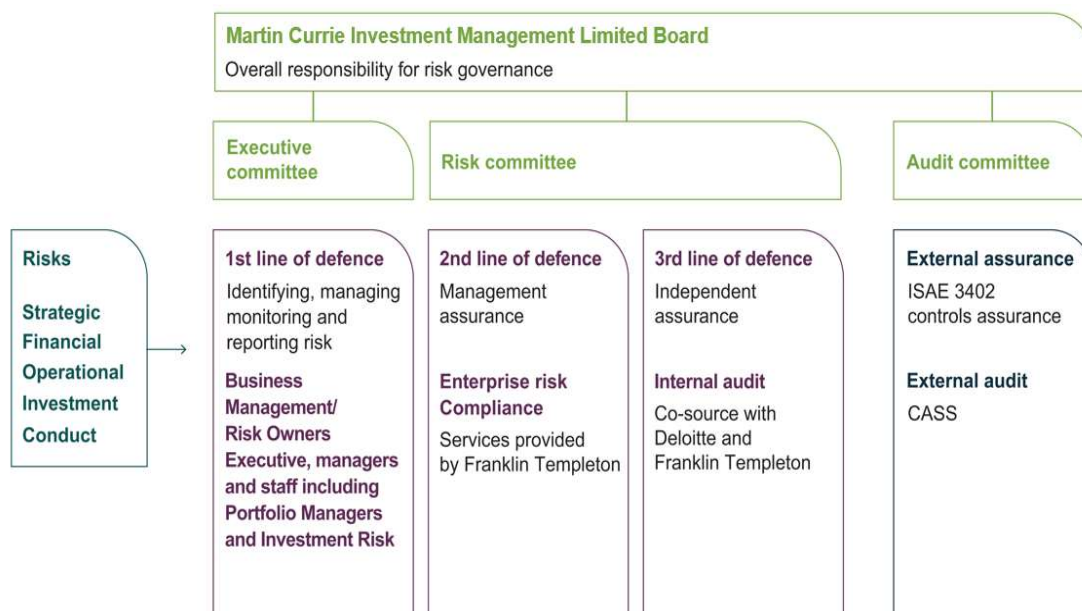 Martin Currie Investment Management Limited Board
Overall responsibility for risk governance
Executive
committee
Risk committee
Audit committee
Risks
Strategic
Financial
Operational
Investment
Conduct
1st line of defence
Identifying, managing
monitoring and
reporting risk
Business
Management/
Risk Owners
Executive, managers
and staff including
Portfolio Managers
and Investment Risk
2nd line of defence
Management
assurance
Enterprise risk
Compliance
Services provided
by Franklin Templeton
3rd line of defence
Independent
assurance
Internal audit
Co-source with
Deloitte and
Franklin Templeton
External assurance
ISAE 3402
controls assurance
External audit
CASS